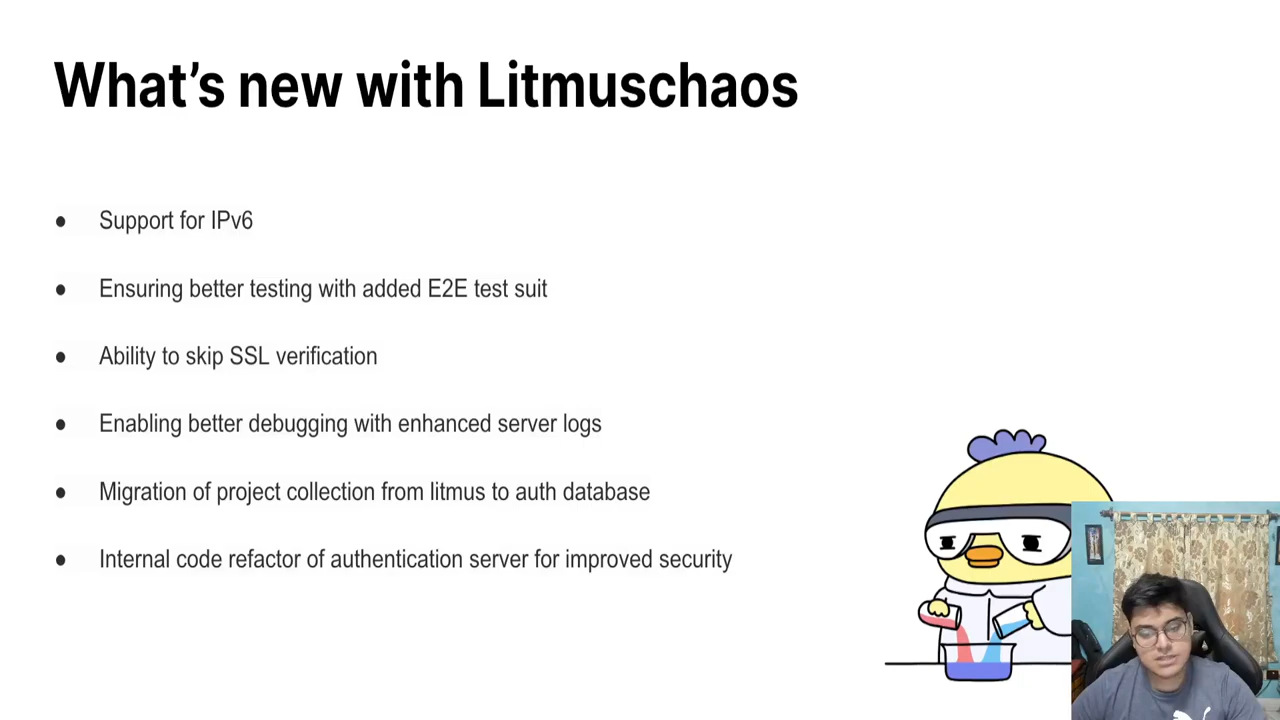 What’s new with Litmuschaos
● Support for IPv6
● Ensuring better testing with added E2E test suit
● Ability to skip SSL verification
● Enabling better debugging with enhanced server logs
● Migration of project collection from litmus to auth database
● Internal code refactor of authentication server for improved security